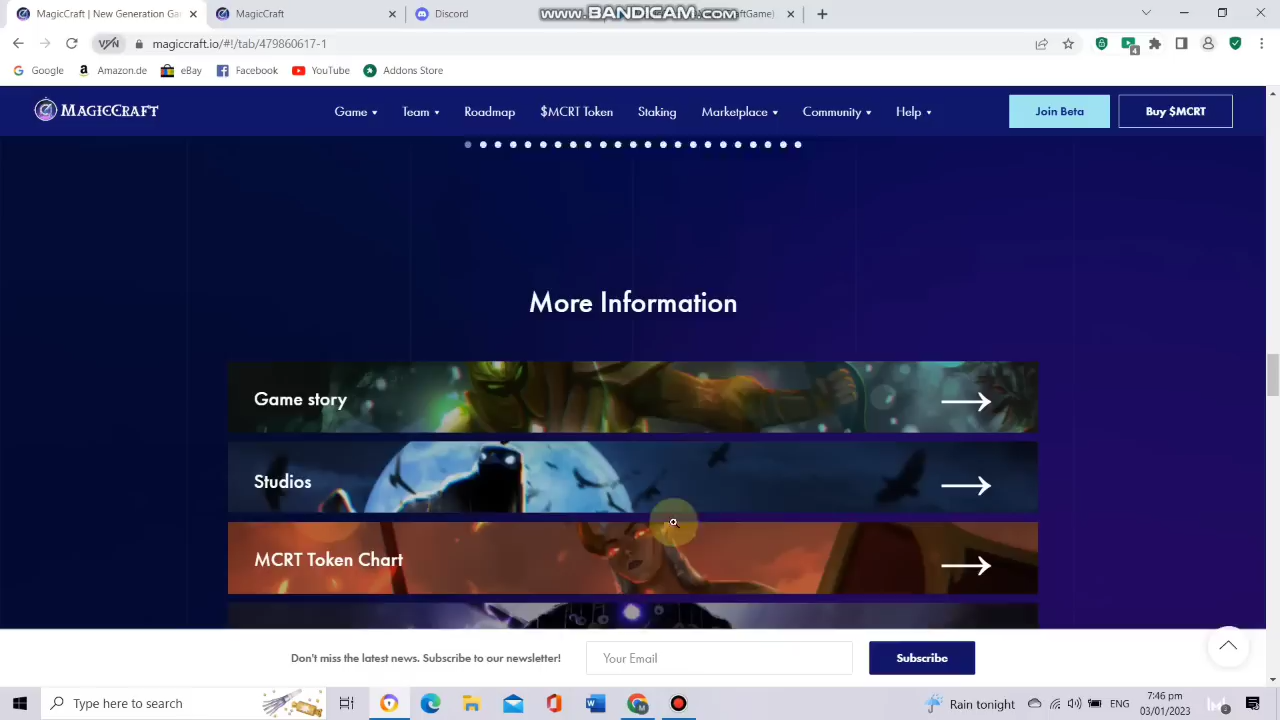 MagicCraft | New Generation Ga
MagicCraft
Discord
www.BANDICAM.com
ftGame)
VPN
magiccraft.io/#!/tab/479860617-1
4
Google
Amazon.de
eBay
Facebook
YouTube
Addons Store
MAGICCRAFT
Game
Team
Roadmap
$MCRT Token
Staking
Marketplace
Community
Help
Join Beta
Buy $MCRT
More Information
Game story
Studios
MCRT Token Chart
Don't miss the latest news. Subscribe to our newsletter!
Your Email
Subscribe
Type here to search
Rain tonight
ENG
7:46 pm
03/01/2023